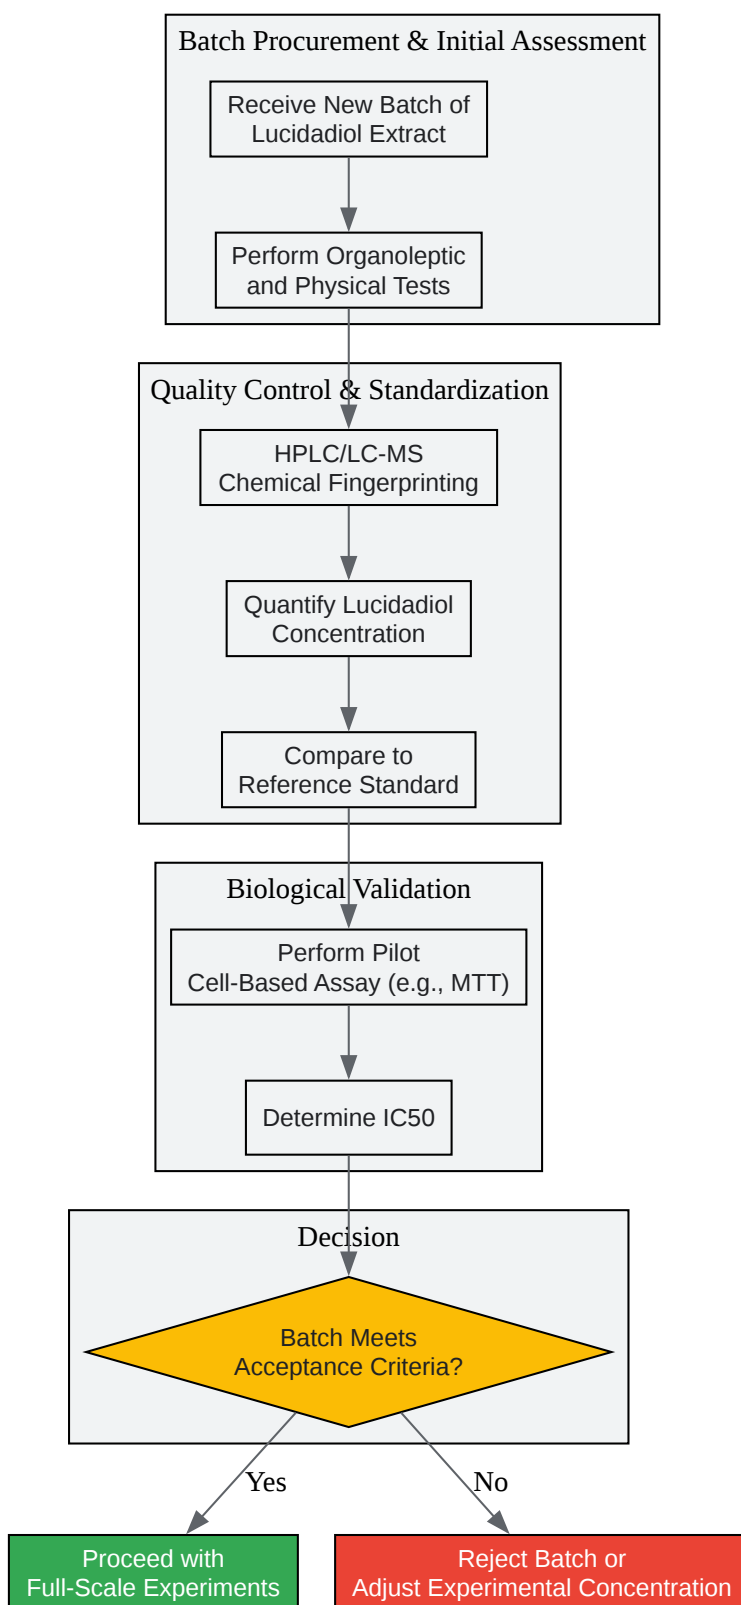 Batch Procurement & Initial Assessment
Receive New Batch of
Lucidadiol Extract
Perform Organoleptic
and Physical Tests
Quality Control & Standardization
HPLC/LC-MS
Chemical Fingerprinting
Quantify Lucidadiol
Concentration
Compare to
Reference Standard
Biological Validation
Perform Pilot
Cell-Based Assay (e.g., MTT)
Determine IC50
Decision
Batch Meets
Acceptance Criteria?
Yes
No
Proceed with
Full-Scale Experiments
Reject Batch or
Adjust Experimental Concentration